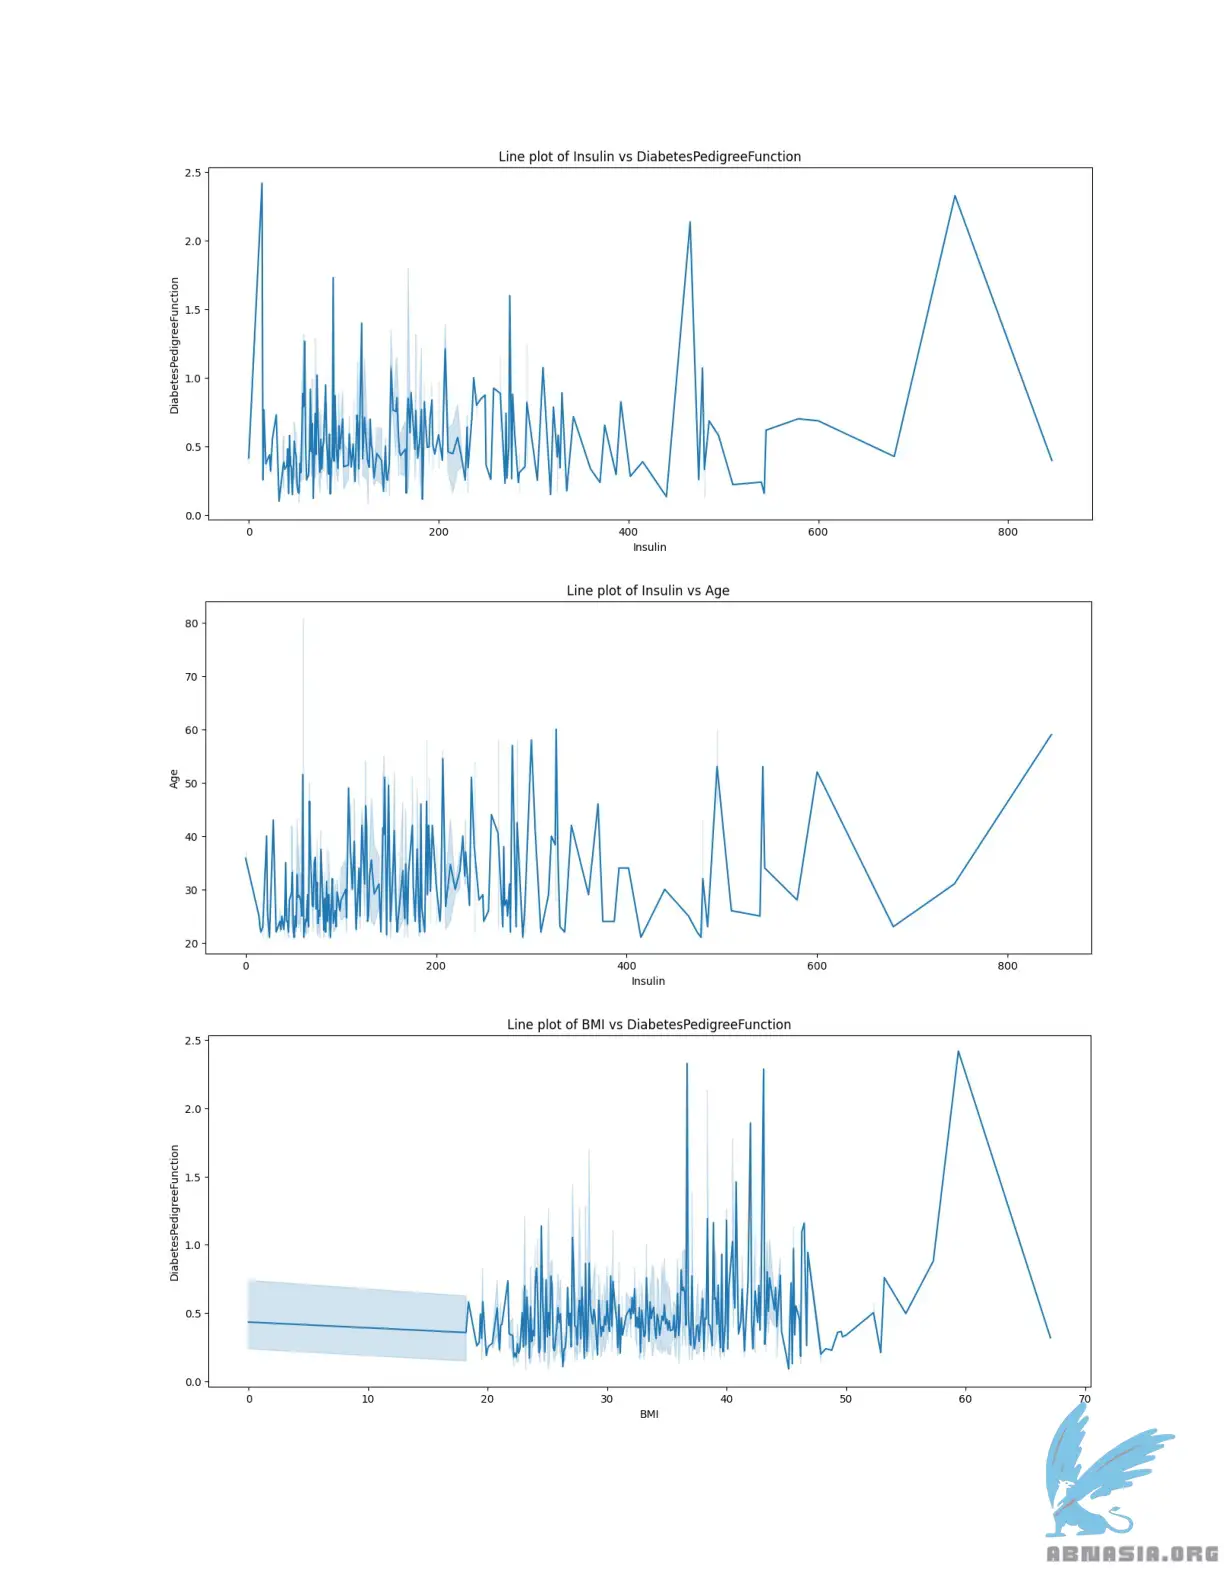 Line plot of Insulin vs DiabetesPedigreeFunction
2.5
2.0
1.5
1.0
0.5
0.0
DiabetesPedigreeFunction
0 200 400 600 800
Insulin
Line plot of Insulin vs Age
80
70
60
50
40
30
20
Age
0 200 400 600 800
Insulin
Line plot of BMI vs DiabetesPedigreeFunction
2.5
2.0
1.5
1.0
0.5
0.0
DiabetesPedigreeFunction
0 10 20 30 40 50 60 70
BMI
ABNASIA.ORG